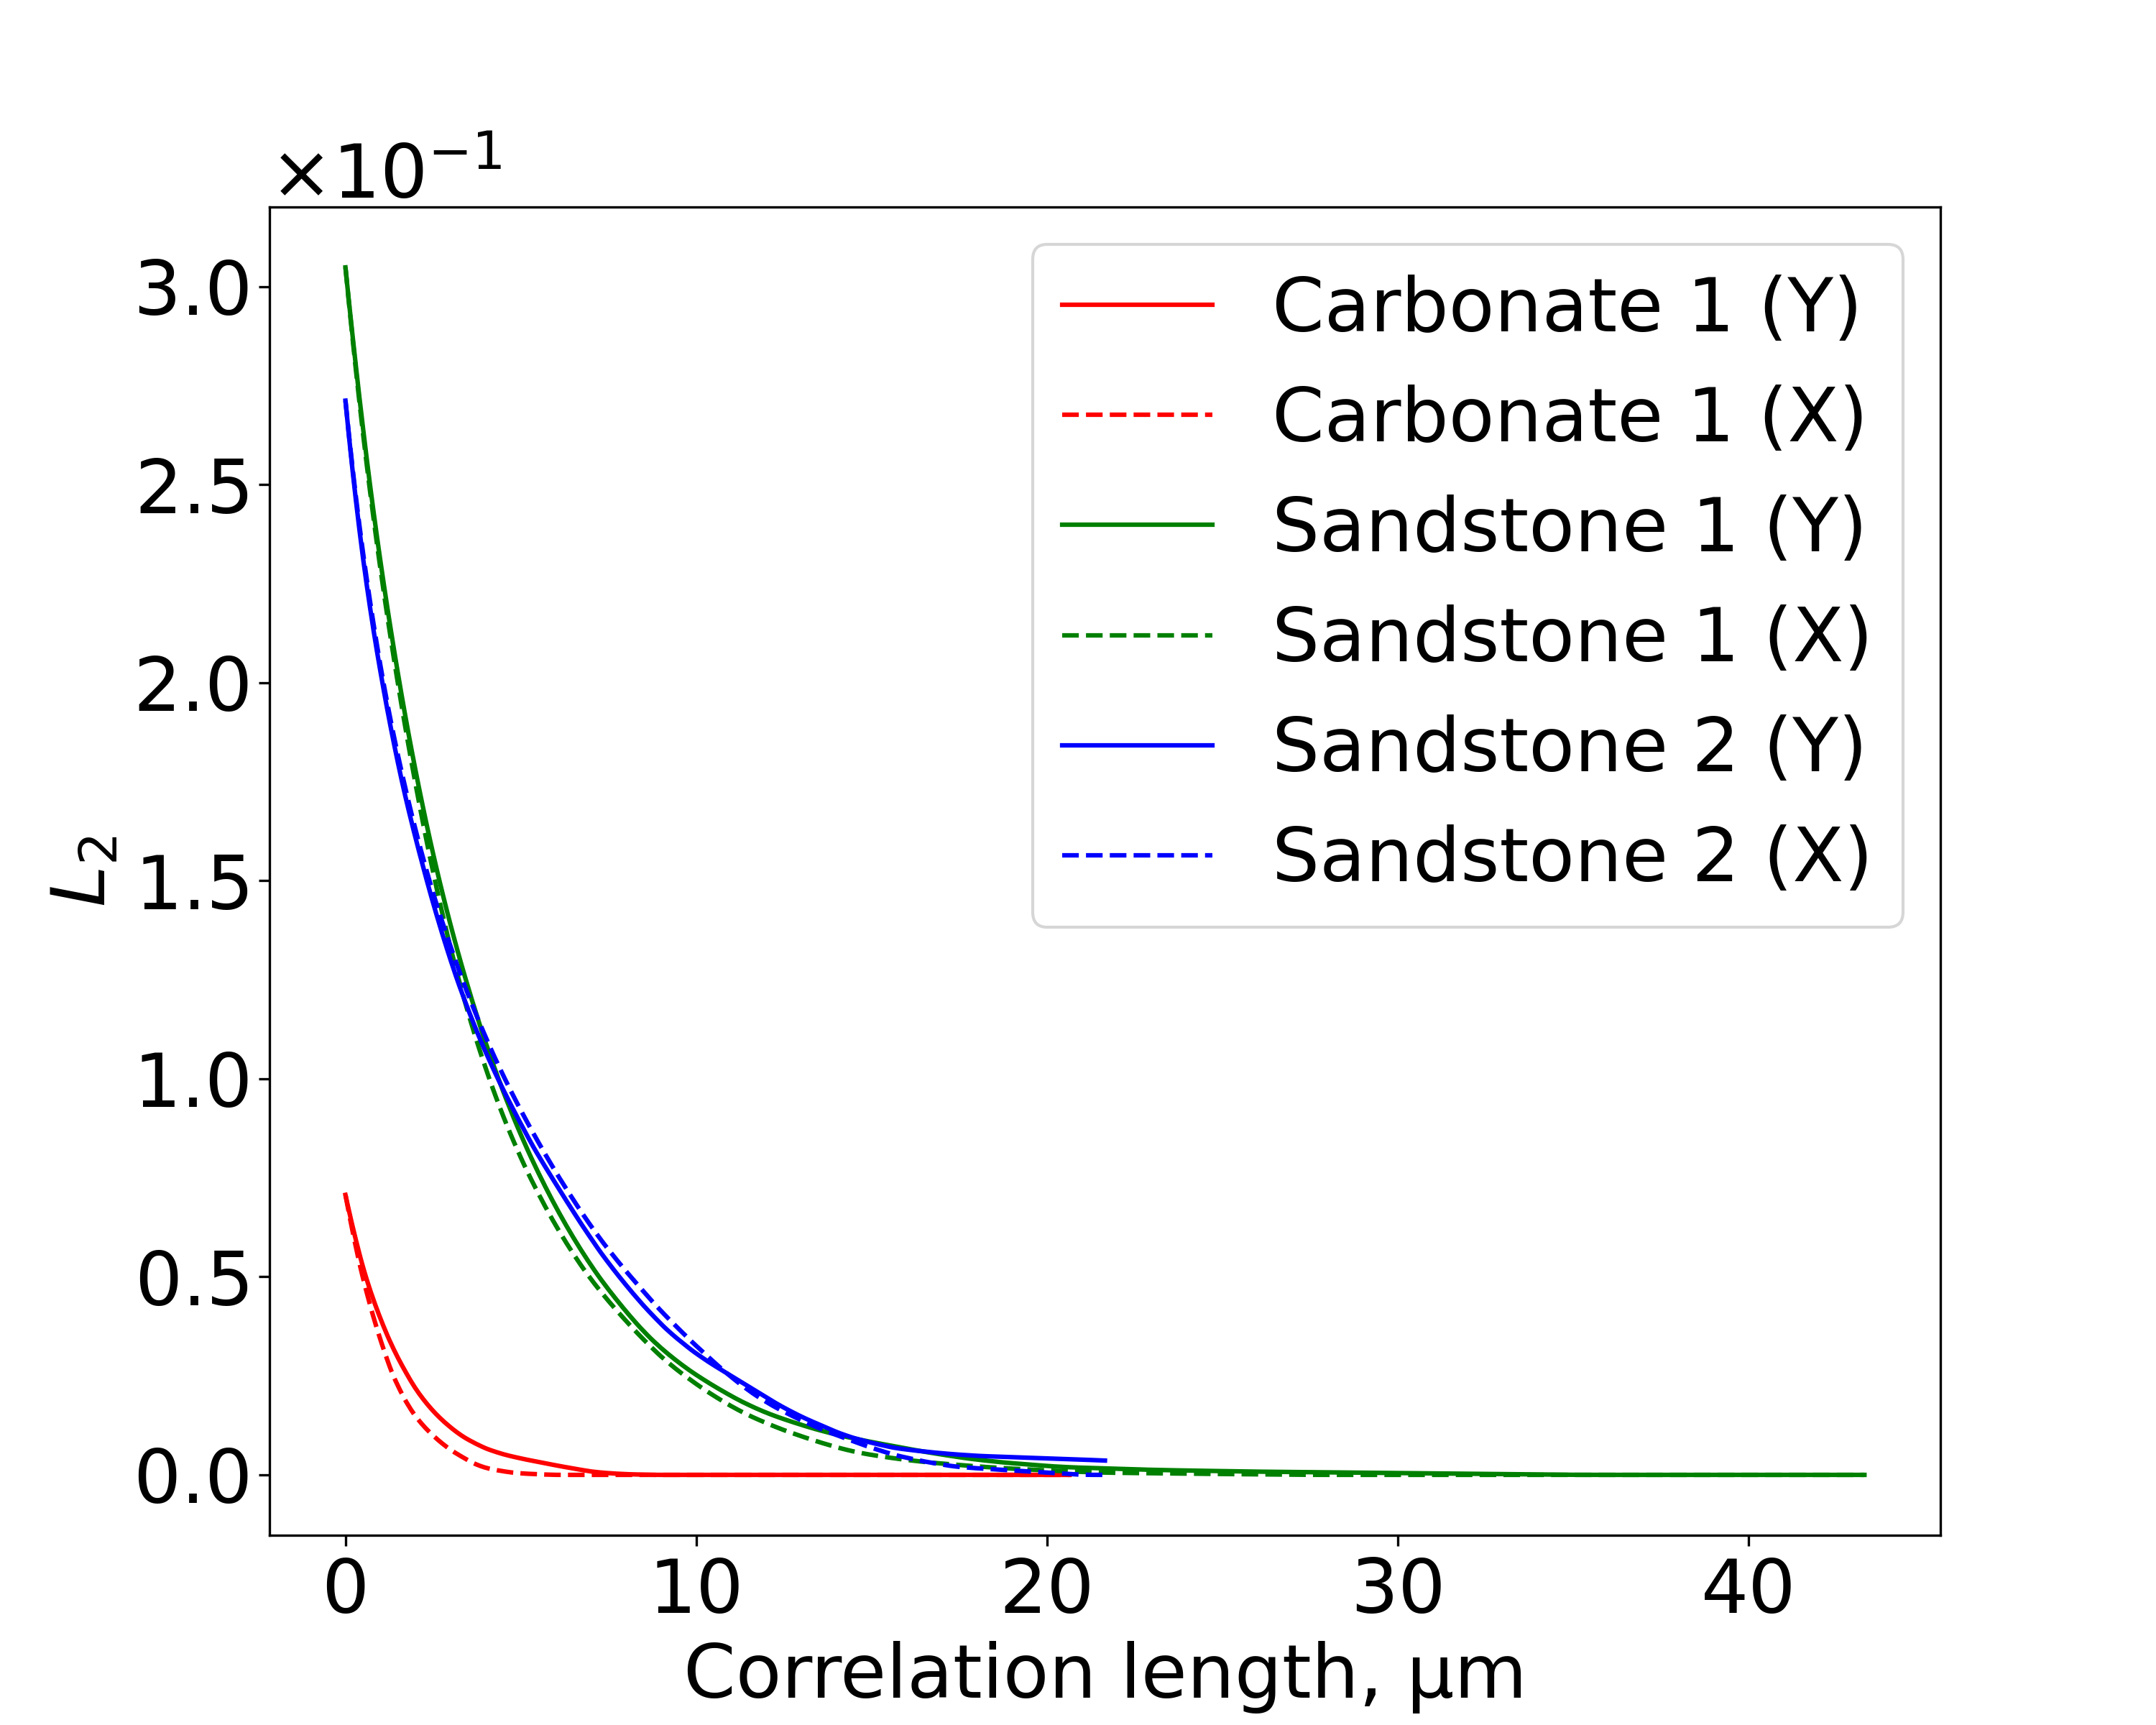 ×10⁻¹
3.0
2.5
2.0
1.5
1.0
0.5
0.0
L₂
Carbonate 1 (Y)
Carbonate 1 (X)
Sandstone 1 (Y)
Sandstone 1 (X)
Sandstone 2 (Y)
Sandstone 2 (X)
0 10 20 30 40
Correlation length, μm